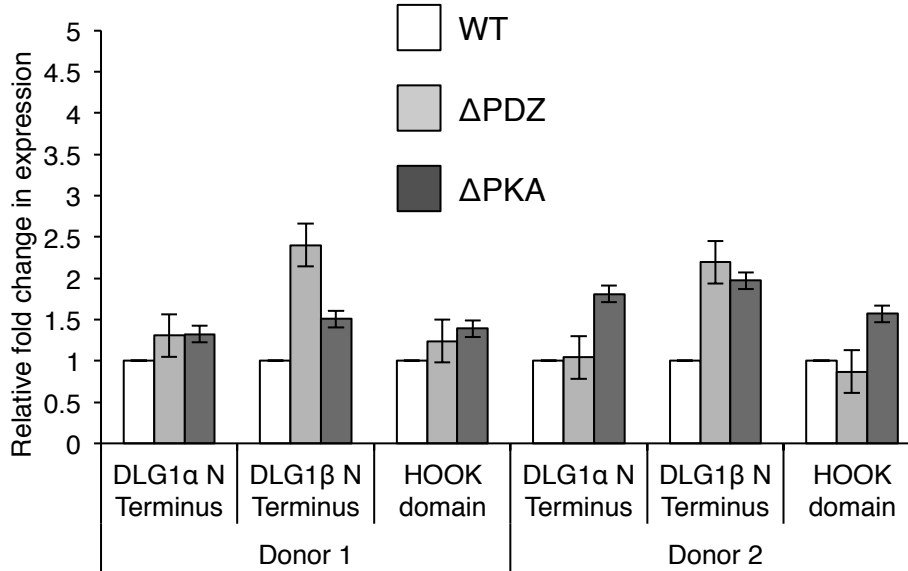 Relative fold change in expression
5
4.5
4
3.5
3
2.5
2
1.5
1
0.5
0
WT
ΔPDZ
ΔPKA
DLG1α N
Terminus
DLG1β N
Terminus
HOOK
domain
DLG1α N
Terminus
DLG1β N
Terminus
HOOK
domain
Donor 1
Donor 2